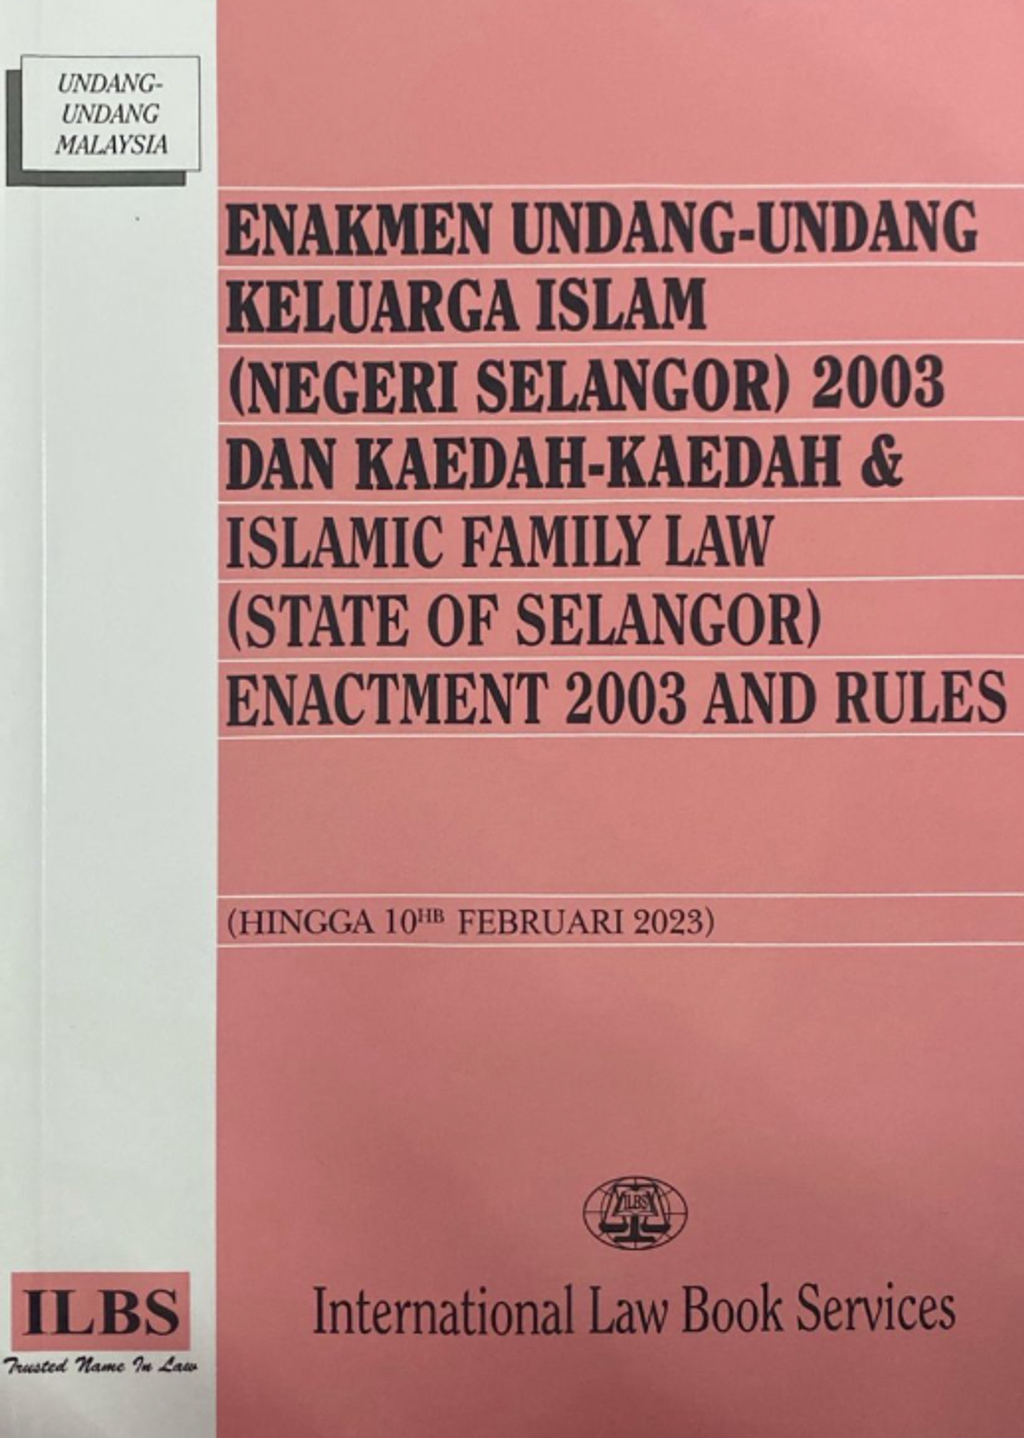 UNDANG-
UNDANG
MALAYSIA
ENAKMEN UNDANG-UNDANG
KELUARGA ISLAM
(NEGERI SELANGOR) 2003
DAN KAEDAH-KAEDAH &
ISLAMIC FAMILY LAW
(STATE OF SELANGOR)
ENACTMENT 2003 AND RULES
(HINGGA 10HB FEBRUARI 2023)
ILBS
International Law Book Services
ILBS
Trusted Name In Law